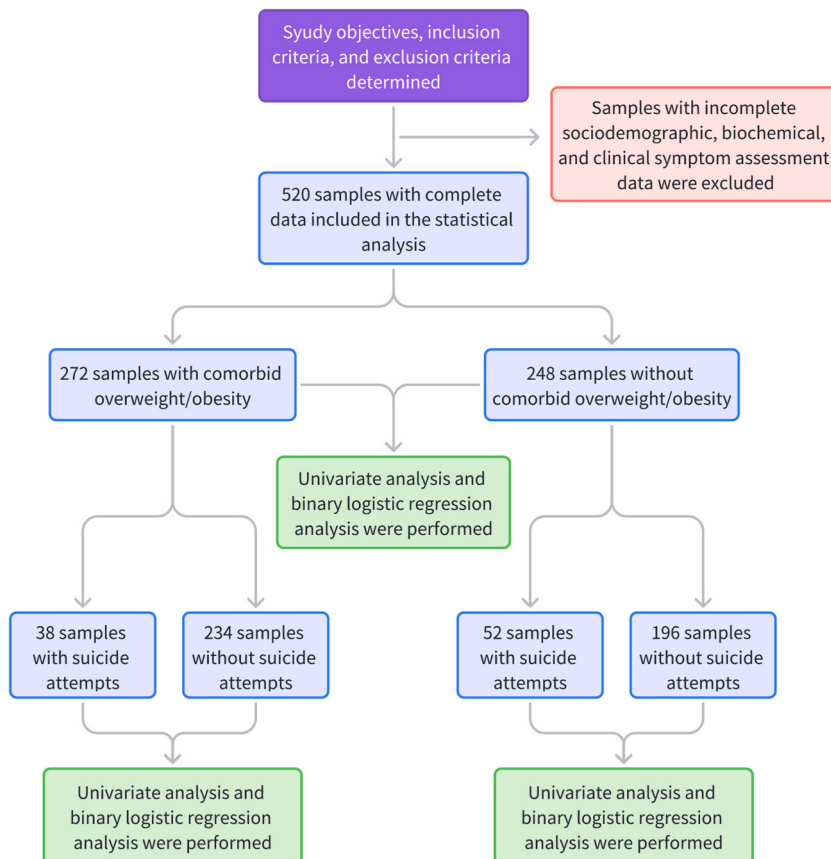 Syudy objectives, inclusion
criteria, and exclusion criteria
determined
Samples with incomplete
sociodemographic, biochemical,
and clinical symptom assessment
data were excluded
520 samples with complete
data included in the statistical
analysis
272 samples with comorbid
overweight/obesity
248 samples without
comorbid overweight/obesity
Univariate analysis and
binary logistic regression
analysis were performed
38 samples
with suicide
attempts
234 samples
without suicide
attempts
52 samples
with suicide
attempts
196 samples
without suicide
attempts
Univariate analysis and
binary logistic regression
analysis were performed
Univariate analysis and
binary logistic regression
analysis were performed